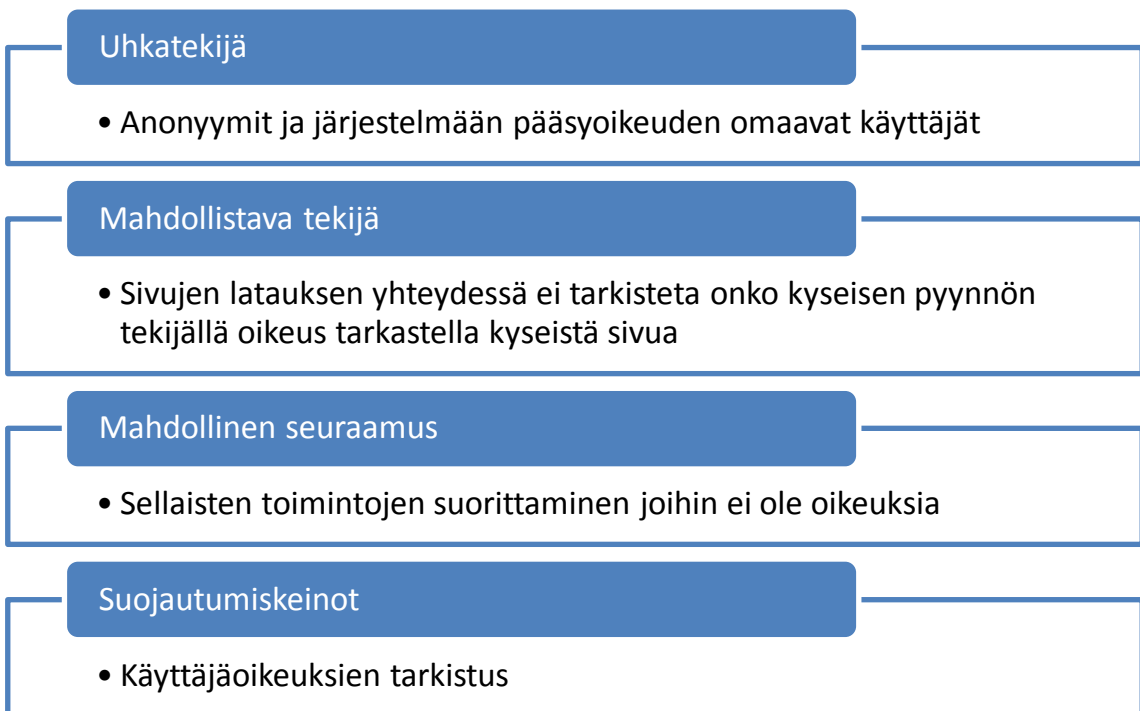 Uhkatekijä
• Anonyymit ja järjestelmään pääsyoikeuden omaavat käyttäjät
Mahdollistava tekijä
• Sivujen latauksen yhteydessä ei tarkisteta onko kyseisen pyynnön
tekijällä oikeus tarkastella kyseistä sivua
Mahdollinen seuraamus
• Sellaisten toimintojen suorittaminen joihin ei ole oikeuksia
Suojautumiskeinot
• Käyttäjäoikeuksien tarkistus